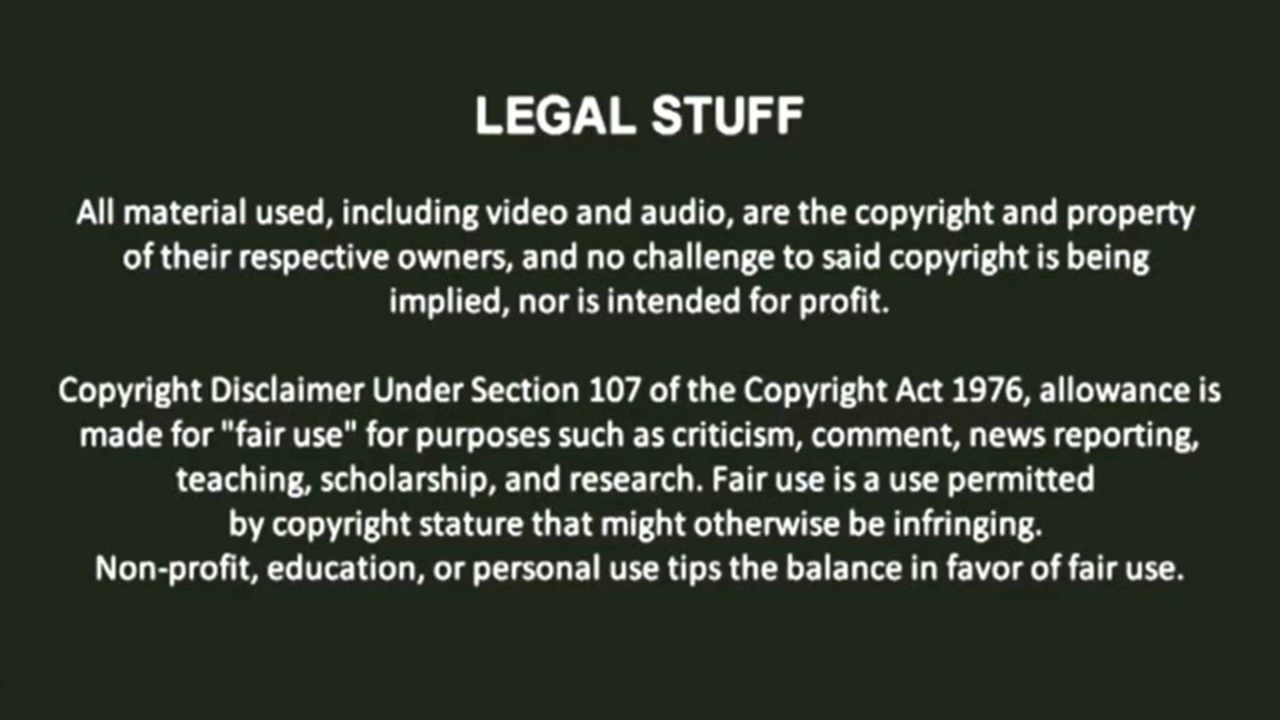 LEGAL STUFF
All material used, including video and audio, are the copyright and property
of their respective owners, and no challenge to said copyright is being
implied, nor is intended for profit.
Copyright Disclaimer Under Section 107 of the Copyright Act 1976, allowance is
made for "fair use" for purposes such as criticism, comment, news reporting,
teaching, scholarship, and research. Fair use is a use permitted
by copyright stature that might otherwise be infringing.
Non-profit, education, or personal use tips the balance in favor of fair use.